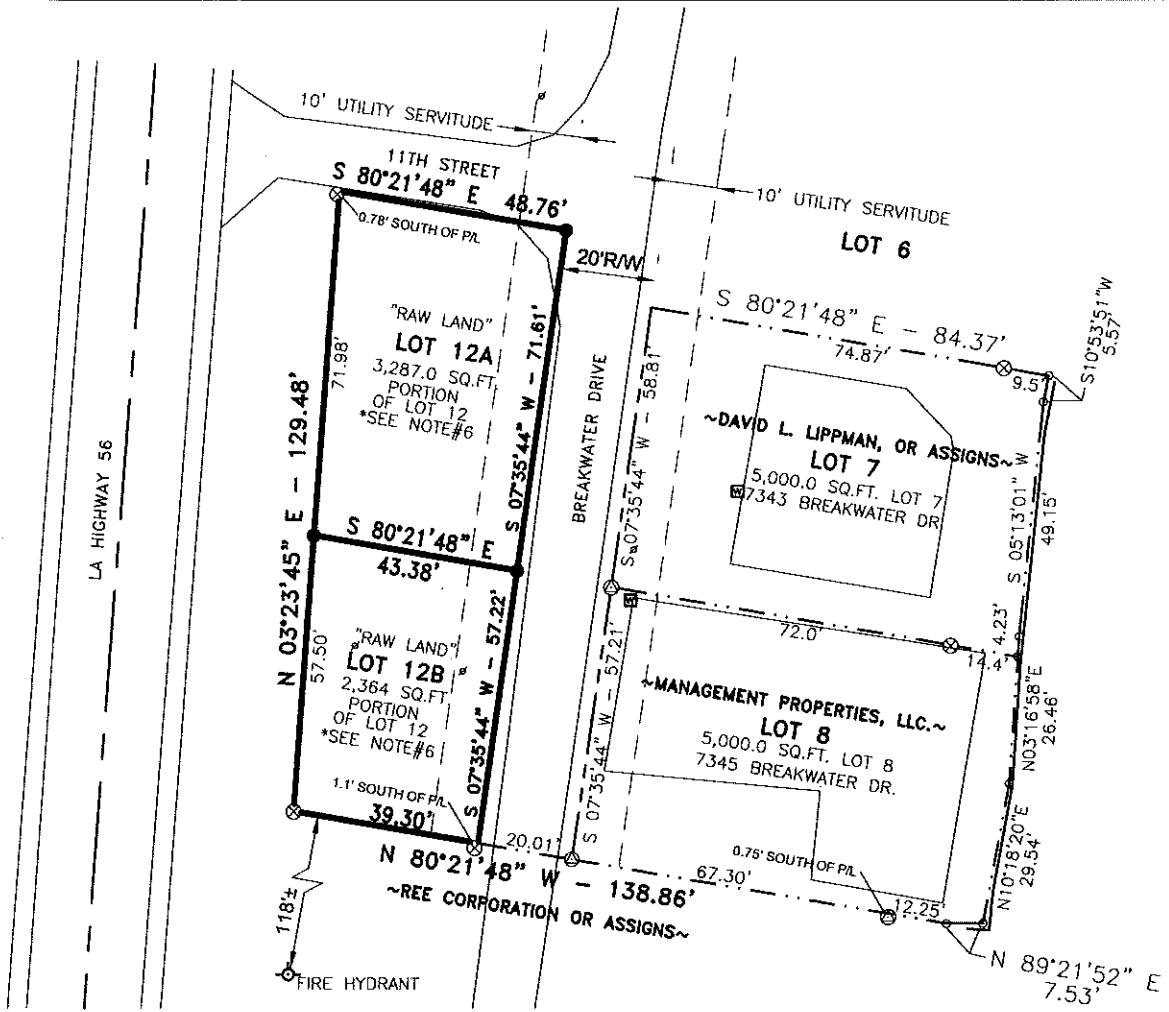 10' UTILITY SERVITUDE
11TH STREET
S 80°21'48" E 48.76'
0.78' SOUTH OF P/L
10' UTILITY SERVITUDE
LOT 6
20'R/W
S 80°21'48" E - 84.37'
74.87'
9.5'
S10°53'51"W
5.57'
"RAW LAND"
LOT 12A
3,287.0 SQ.FT.
PORTION
OF LOT 12
*SEE NOTE#6
71.98'
S 07°35'44" W - 71.61'
N 03°23'45" E - 129.48'
LA HIGHWAY 56
BREAKWATER DRIVE
S 07°35'44" W - 58.81'
~DAVID L. LIPPMAN, OR ASSIGNS~
LOT 7
5,000.0 SQ.FT. LOT 7
W
7343 BREAKWATER DR
S 05°13'01" W
49.15'
S 80°21'48" E
43.38'
W
72.0'
14.4'
4.23'
"RAW LAND"
LOT 12B
2,364 SQ.FT
PORTION
OF LOT 12
*SEE NOTE#6
57.50'
S 07°35'44" W - 57.22'
S 07°35'44" W - 57.21'
~MANAGEMENT PROPERTIES, LLC.~
LOT 8
5,000.0 SQ.FT. LOT 8
7345 BREAKWATER DR.
N03°16'58"E
26.46'
N10°18'20"E
29.54'
1.1' SOUTH OF P/L
39.30'
20.01'
0.75' SOUTH OF P/L
67.30'
12.25'
N 80°21'48" W - 138.86'
~REE CORPORATION OR ASSIGNS~
118'±
FIRE HYDRANT
N 89°21'52" E
7.53'